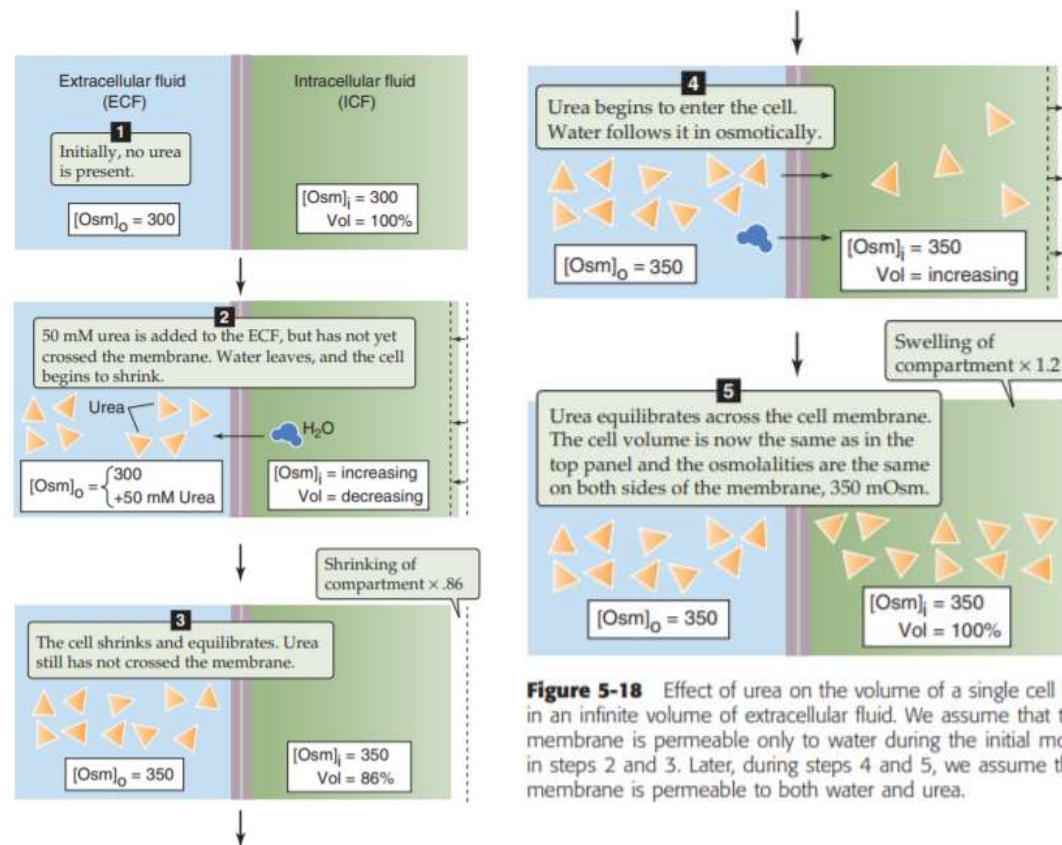 Extracellular fluid
(ECF)
Intracellular fluid
(ICF)
1
Initially, no urea
is present.
[Osm]o = 300
[Osm]i = 300
Vol = 100%
2
50 mM urea is added to the ECF, but has not yet
crossed the membrane. Water leaves, and the cell
begins to shrink.
Urea
H2O
[Osm]o = { 300
+50 mM Urea
[Osm]i = increasing
Vol = decreasing
Shrinking of
compartment × .86
3
The cell shrinks and equilibrates. Urea
still has not crossed the membrane.
[Osm]o = 350
[Osm]i = 350
Vol = 86%
4
Urea begins to enter the cell.
Water follows it in osmotically.
[Osm]o = 350
[Osm]i = 350
Vol = increasing
Swelling of
compartment × 1.2
5
Urea equilibrates across the cell membrane.
The cell volume is now the same as in the
top panel and the osmolalities are the same
on both sides of the membrane, 350 mOsm.
[Osm]o = 350
[Osm]i = 350
Vol = 100%
Figure 5-18 Effect of urea on the volume of a single cell
in an infinite volume of extracellular fluid. We assume that
membrane is permeable only to water during the initial
in steps 2 and 3. Later, during steps 4 and 5, we assume
membrane is permeable to both water and urea.